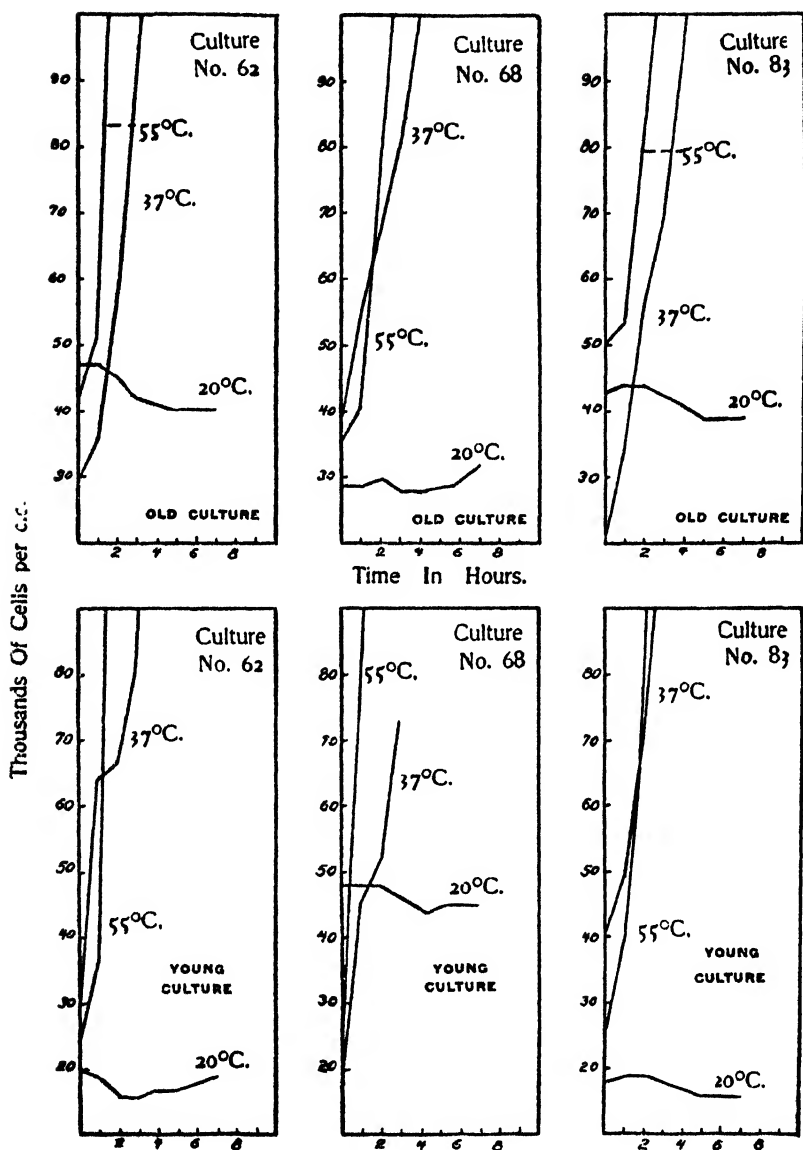 Thousands Of Cells per c.c.
Culture
No. 62
90
80
70
60
50
40
30
55°C.
37°C.
20°C.
OLD CULTURE
2 4 6 8
Culture
No. 68
90
80
70
60
50
40
30
37°C.
55°C.
20°C.
OLD CULTURE
2 4 6 8
Culture
No. 83
90
80
70
60
50
40
30
55°C.
37°C.
20°C.
OLD CULTURE
2 4 6 8
Time In Hours.
Culture
No. 62
80
70
60
50
40
30
20
37°C.
55°C.
YOUNG
CULTURE
20°C.
2 4 6 8
Culture
No. 68
80
70
60
50
40
30
20
55°C.
37°C.
20°C.
YOUNG
CULTURE
2 4 6 8
Culture
No. 83
80
70
60
50
40
30
20
37°C.
55°C.
YOUNG
CULTURE
20°C.
2 4 6 8